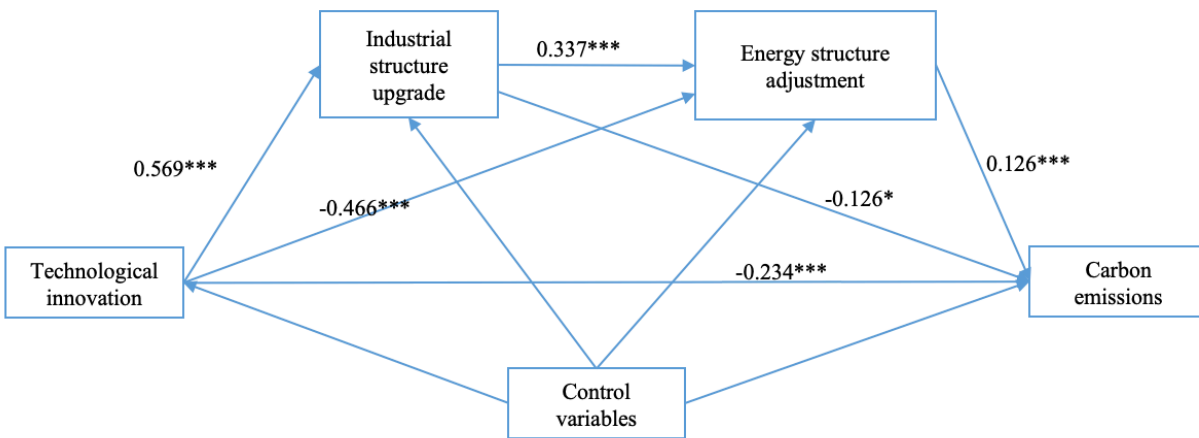 Industrial
structure
upgrade
0.337***
Energy structure
adjustment
0.569***
-0.466***
-0.126*
0.126***
Technological
innovation
-0.234***
Carbon
emissions
Control
variables